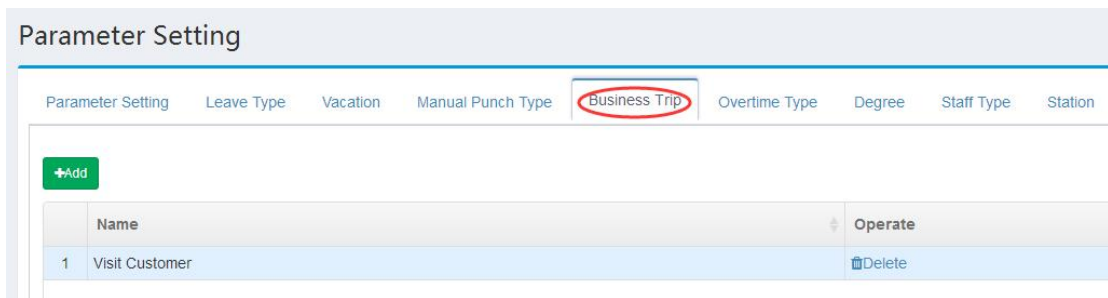 Parameter Setting
Parameter Setting Leave Type Vacation Manual Punch Type Business Trip Overtime Type Degree Staff Type Station
+Add
Name Operate
1 Visit Customer Delete